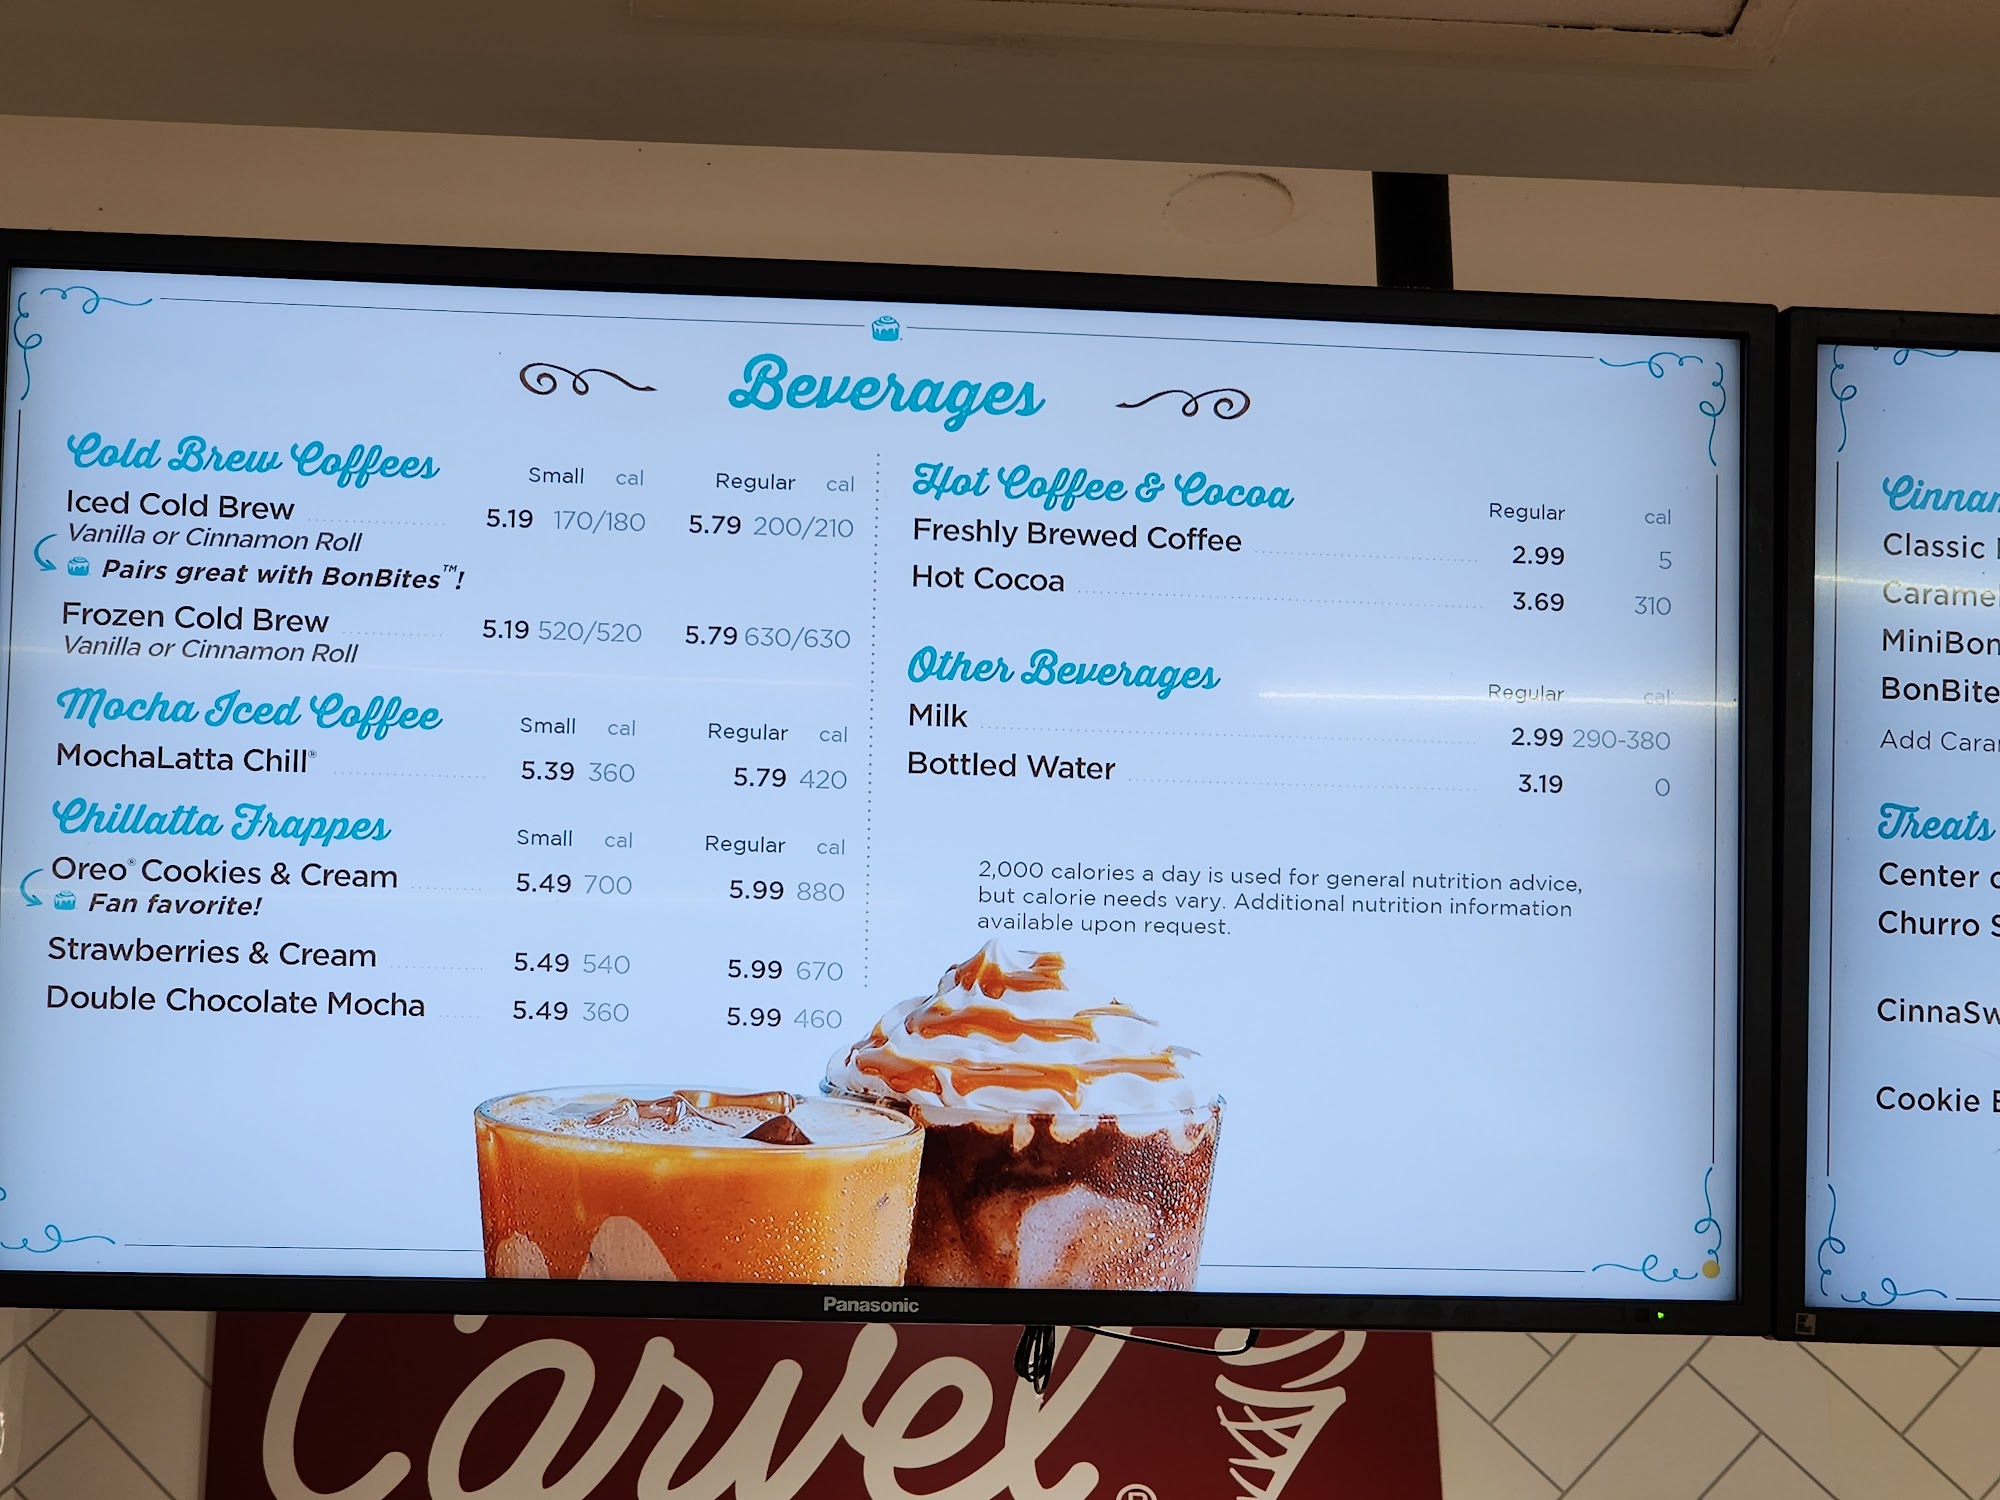 Beverages
Cold Brew Coffees Small cal Regular cal
Iced Cold Brew 5.19 170/180 5.79 200/210
Vanilla or Cinnamon Roll
Pairs great with BonBites™!
Frozen Cold Brew 5.19 520/520 5.79 630/630
Vanilla or Cinnamon Roll
Mocha Iced Coffee Small cal Regular cal
MochaLatta Chill® 5.39 360 5.79 420
Chillatta Frappes Small cal Regular cal
Oreo® Cookies & Cream 5.49 700 5.99 880
Fan favorite!
Strawberries & Cream 5.49 540 5.99 670
Double Chocolate Mocha 5.49 360 5.99 460
Hot Coffee & Cocoa Regular cal
Freshly Brewed Coffee 2.99 5
Hot Cocoa 3.69 310
Other Beverages Regular cal
Milk 2.99 290-380
Bottled Water 3.19 0
2,000 calories a day is used for general nutrition advice,
but calorie needs vary. Additional nutrition information
available upon request.
Panasonic
Carvel®
Classic
MiniBon
Add
Treats
Center
Churro
Cookie